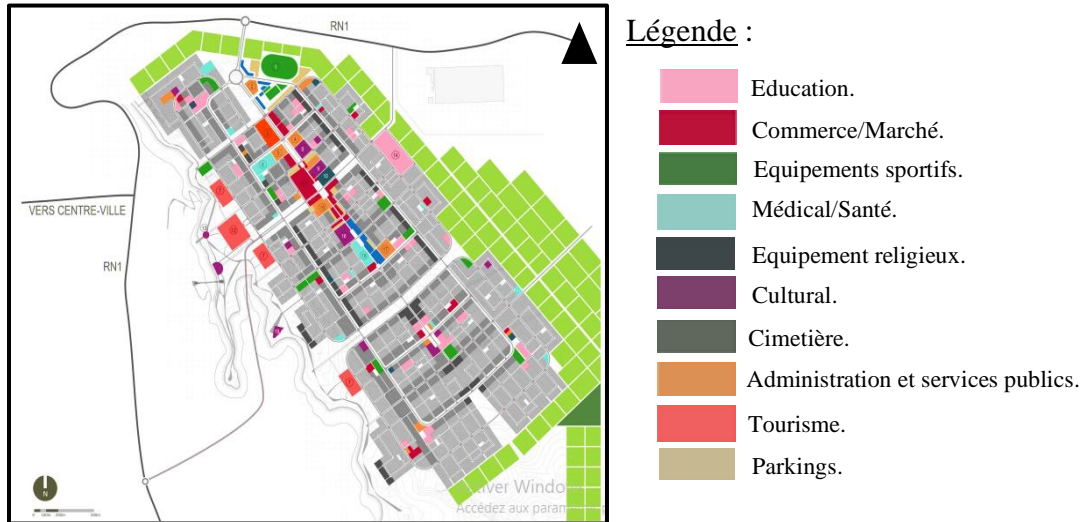 RN1
VERS CENTRE-VILLE
RN1
N
Légende :
Education.
Commerce/Marché.
Equipements sportifs.
Médical/Santé.
Equipement religieux.
Cultural.
Cimetière.
Administration et services publics.
Tourisme.
Parkings.
Accédez aux